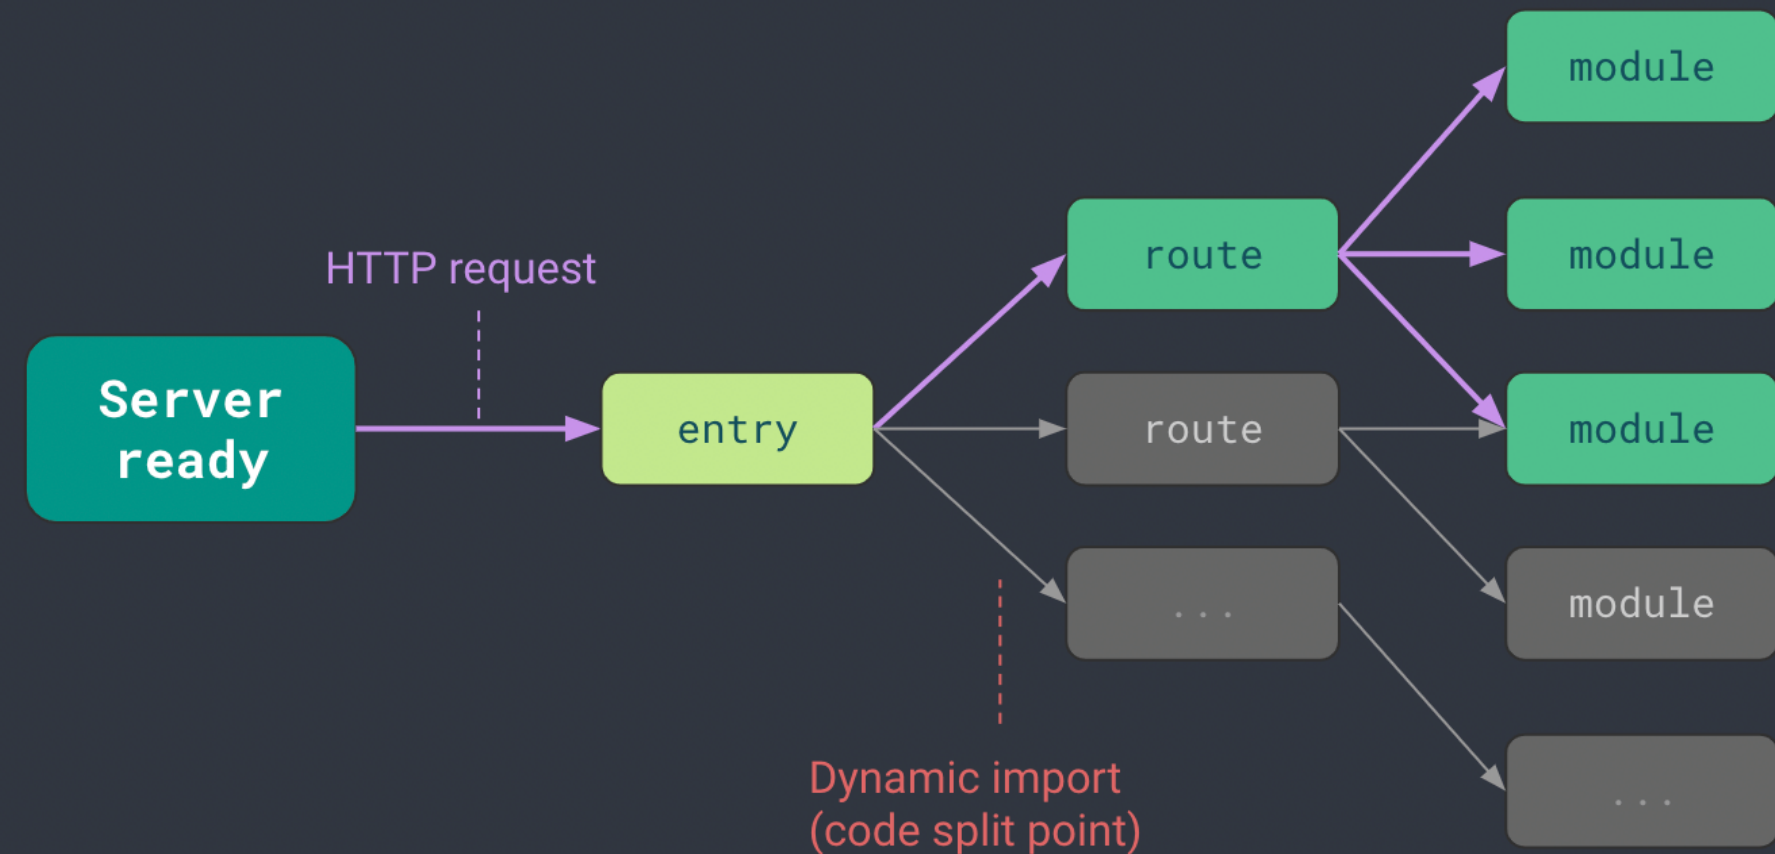 module
HTTP request
route
module
Server
ready
entry
route
module
...
module
Dynamic import
(code split point)
...